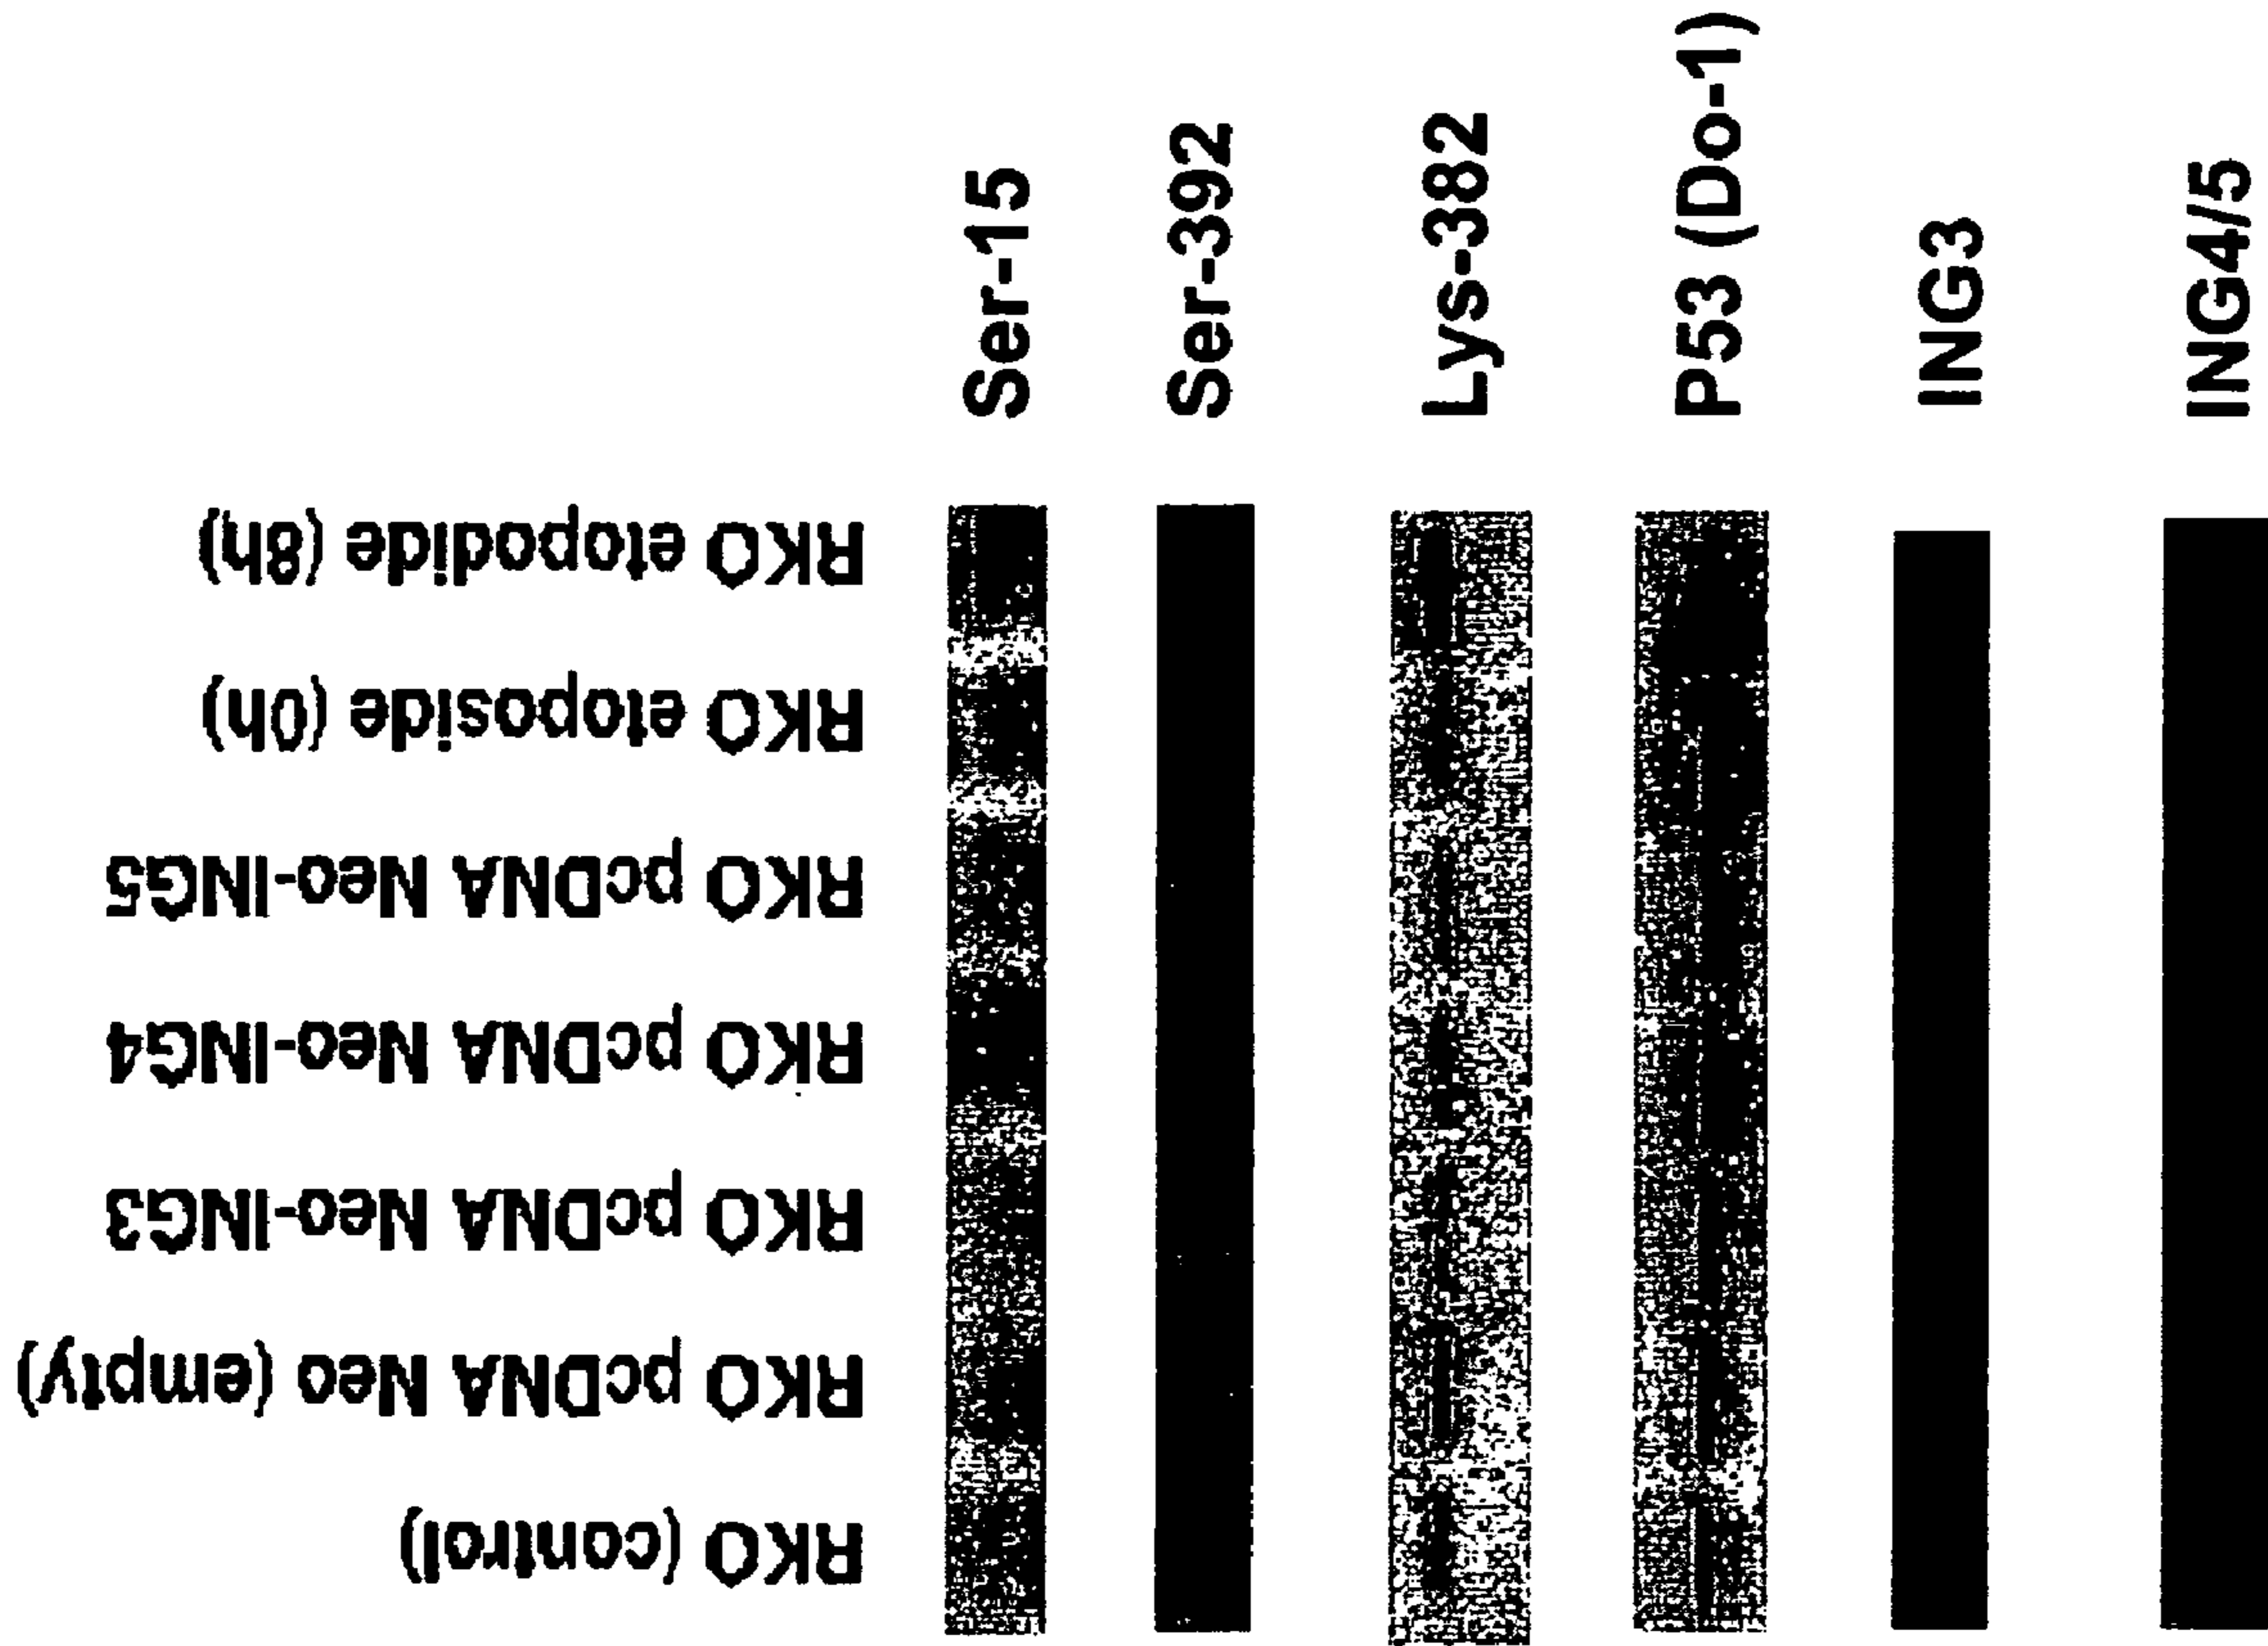 RKO (control)
RKO pcDNA Neo (empty)
RKO pcDNA Neo-ING3
RKO pcDNA Neo-ING4
RKO pcDNA Neo-ING5
RKO etoposide (0h)
RKO etopodide (8h)
Ser-15
Ser-392
Lys-382
P53 (Do-1)
ING3
ING4/5